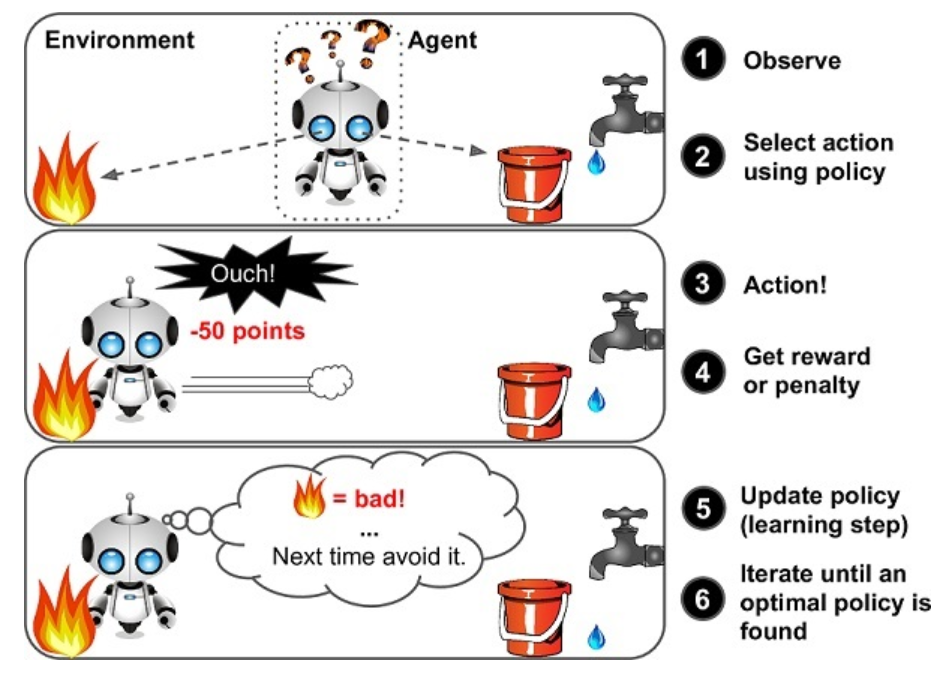 Environment
Agent
? ? ?
1 Observe
2 Select action
using policy
Ouch!
-50 points
3 Action!
4 Get reward
or penalty
= bad!
...
Next time avoid it.
5 Update policy
(learning step)
6 Iterate until an
optimal policy is
found